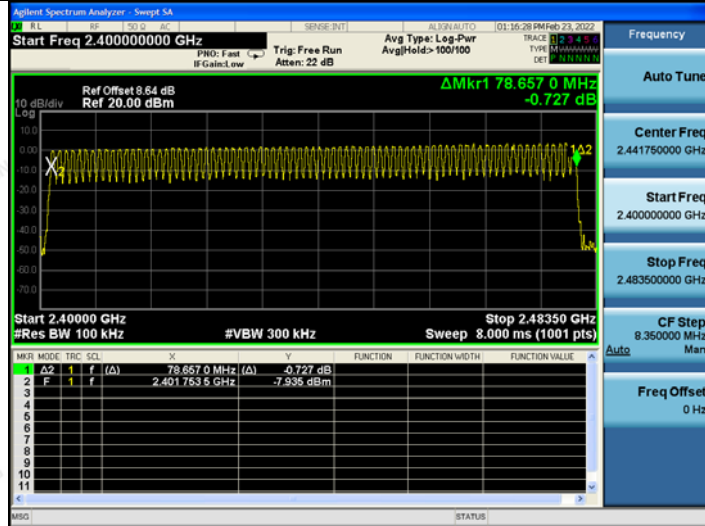 Agilent Spectrum Analyzer - Swept SA
RL RF 50 Ω AC SENSE:INT ALIGN AUTO 01:16:28 PM Feb 23, 2022
Start Freq 2.400000000 GHz
PNO: Fast
IFGain:Low
Trig: Free Run
Atten: 22 dB
Avg Type: Log-Pwr
Avg|Hold:> 100/100
TRACE 1 2 3 4 5 6
TYPE M
DET P N N N N N
Ref Offset 8.64 dB
10 dB/div Ref 20.00 dBm
Log
ΔMkr1 78.657 0 MHz
-0.727 dB
10.0
0.00
-10.0
-20.0
-30.0
-40.0
-50.0
-60.0
-70.0
2
1Δ2
Start 2.40000 GHz Stop 2.48350 GHz
#Res BW 100 kHz #VBW 300 kHz Sweep 8.000 ms (1001 pts)
MKR MODE TRC SCL X Y FUNCTION FUNCTION WIDTH FUNCTION VALUE
1 Δ2 1 f (Δ) 78.657 0 MHz (Δ) -0.727 dB
2 F 1 f 2.401 753 5 GHz -7.935 dBm
3
4
5
6
7
8
9
10
11
MSG STATUS
Frequency
Auto Tune
Center Freq
2.441750000 GHz
Start Freq
2.400000000 GHz
Stop Freq
2.483500000 GHz
CF Step
8.350000 MHz
Auto Man
Freq Offset
0 Hz